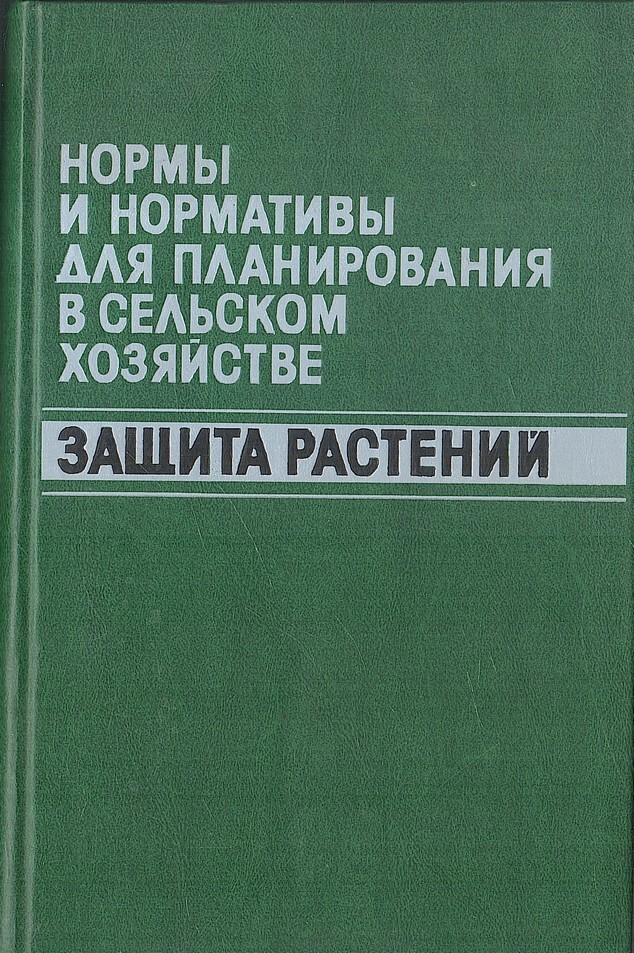 НОРМЫ
И НОРМАТИВЫ
ДЛЯ ПЛАНИРОВАНИЯ
В СЕЛЬСКОМ
ХОЗЯЙСТВЕ
ЗАЩИТА РАСТЕНИЙ